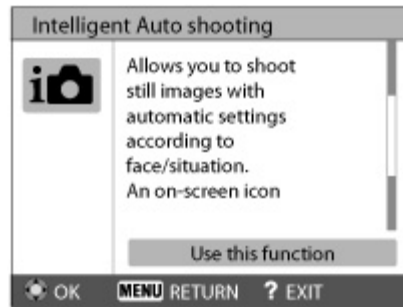 Intelligent Auto shooting
i
Allows you to shoot
still images with
automatic settings
according to
face/situation.
An on-screen icon
Use this function
OK MENU RETURN ? EXIT